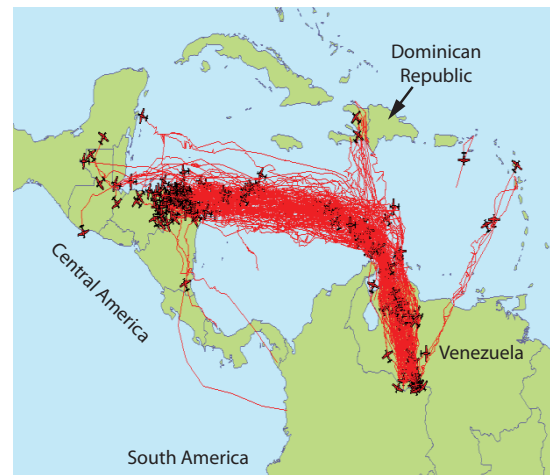 Dominican
Republic
Central America
Venezuela
South America